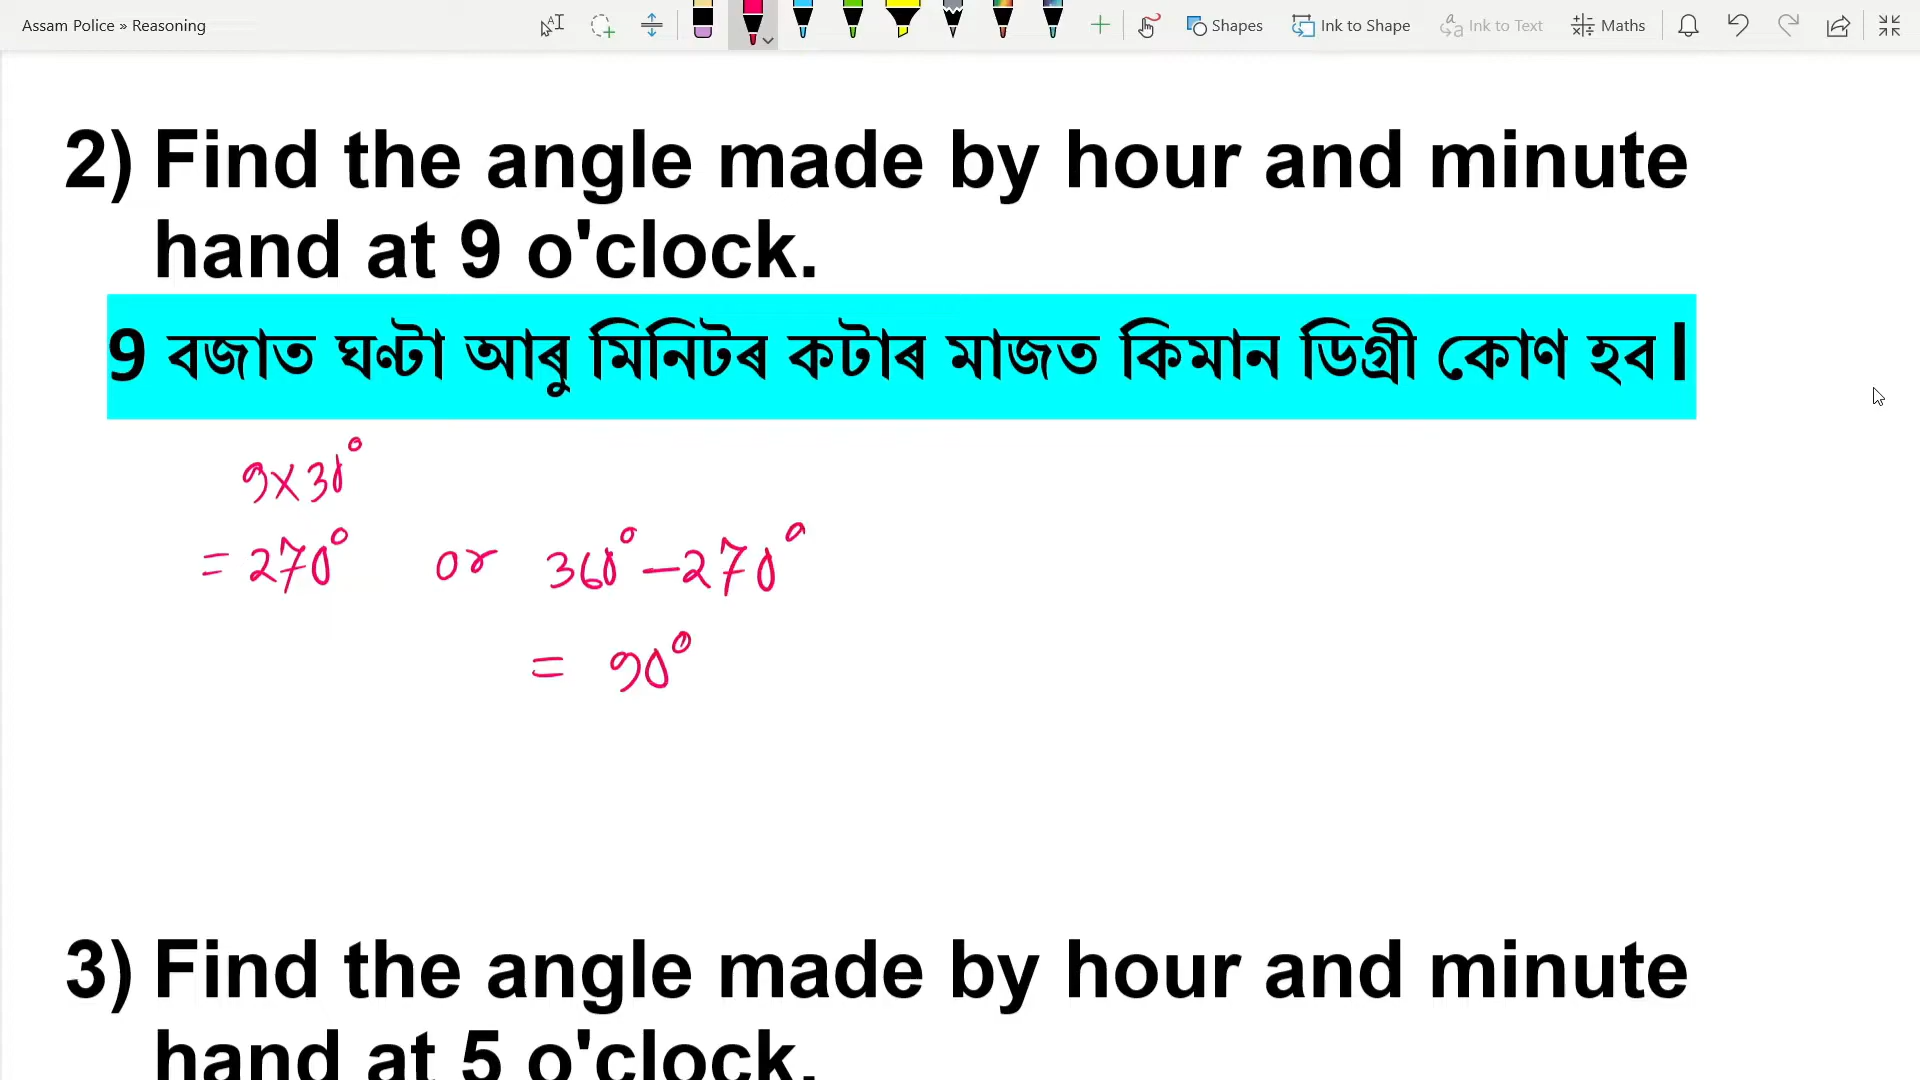 Assam Police » Reasoning
Shapes
Ink to Shape
Ink to Text
Maths
2) Find the angle made by hour and minute
hand at 9 o'clock.
9 বজাত ঘণ্টা আৰু মিনিটৰ কটাৰ মাজত কিমান ডিগ্ৰী কোণ হব।
9×30°
= 270° or 360° − 270°
= 90°
3) Find the angle made by hour and minute
hand at 5 o'clock.